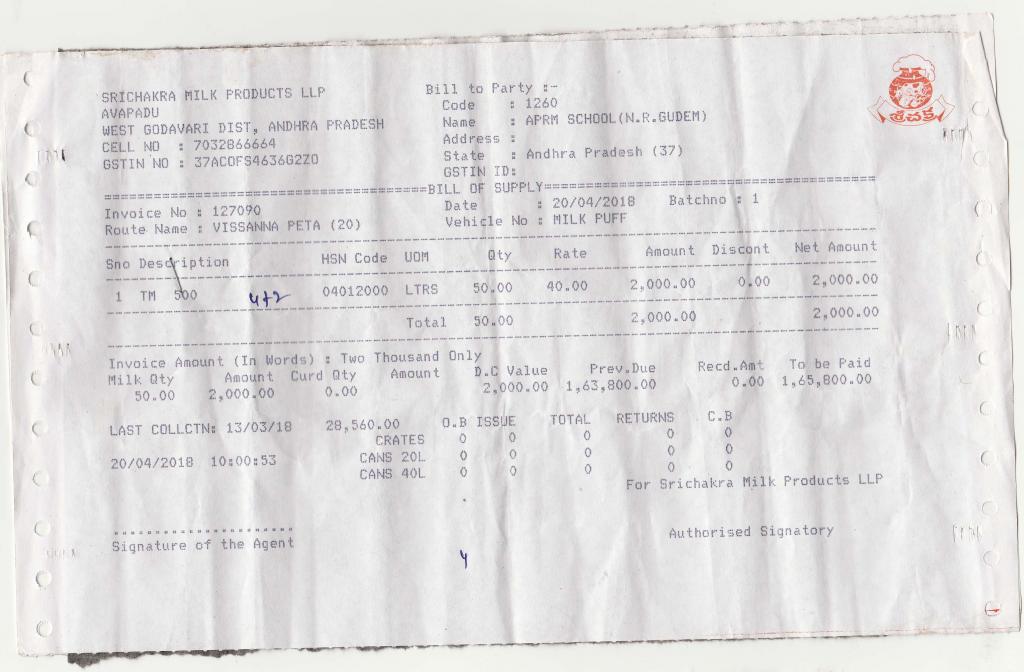 SRICHAKRA MILK PRODUCTS LLP
AVAPADU
WEST GODAVARI DIST, ANDHRA PRADESH
CELL NO : 7032866664
GSTIN NO : 37ACOFS4636G2ZO
Bill to Party :-
Code : 1260
Name : APRM SCHOOL(N.R.GUDEM)
Address :
State : Andhra Pradesh (37)
GSTIN ID:
శ్రీచక్ర
BILL OF SUPPLY
Invoice No : 127090 Date : 20/04/2018 Batchno : 1
Route Name : VISSANNA PETA (20) Vehicle No : MILK PUFF
Sno Description HSN Code UOM Qty Rate Amount Discont Net Amount
1 TM 500 4+2 04012000 LTRS 50.00 40.00 2,000.00 0.00 2,000.00
Total 50.00 2,000.00 2,000.00
Invoice Amount (In Words) : Two Thousand Only
Milk Qty Amount Curd Qty Amount D.C Value Prev.Due Recd.Amt To be Paid
50.00 2,000.00 0.00 2,000.00 1,63,800.00 0.00 1,65,800.00
LAST COLLCTN: 13/03/18 28,560.00 O.B ISSUE TOTAL RETURNS C.B
CRATES 0 0 0 0 0
20/04/2018 10:00:53 CANS 20L 0 0 0 0 0
CANS 40L 0 0 0 0 0
For Srichakra Milk Products LLP
Signature of the Agent
Authorised Signatory